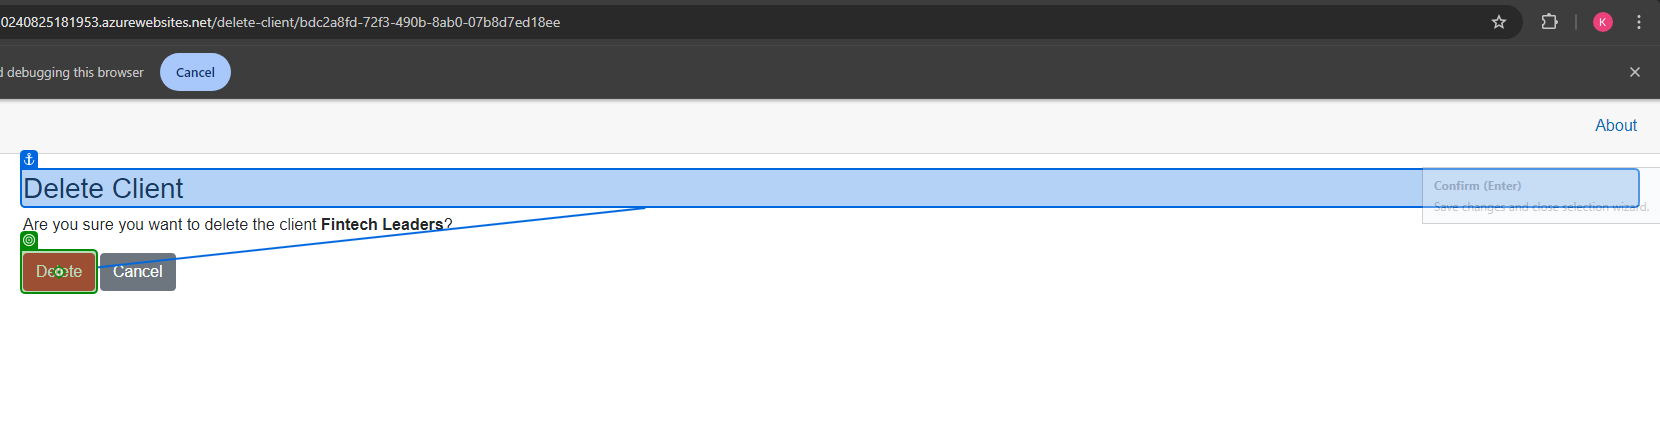 0240825181953.azurewebsites.net/delete-client/bdc2a8fd-72f3-490b-8ab0-07b8d7ed18ee
K
debugging this browser
Cancel
About
Delete Client
Confirm (Enter)
Save changes and close selection wizard.
Are you sure you want to delete the client Fintech Leaders?
Delete
Cancel